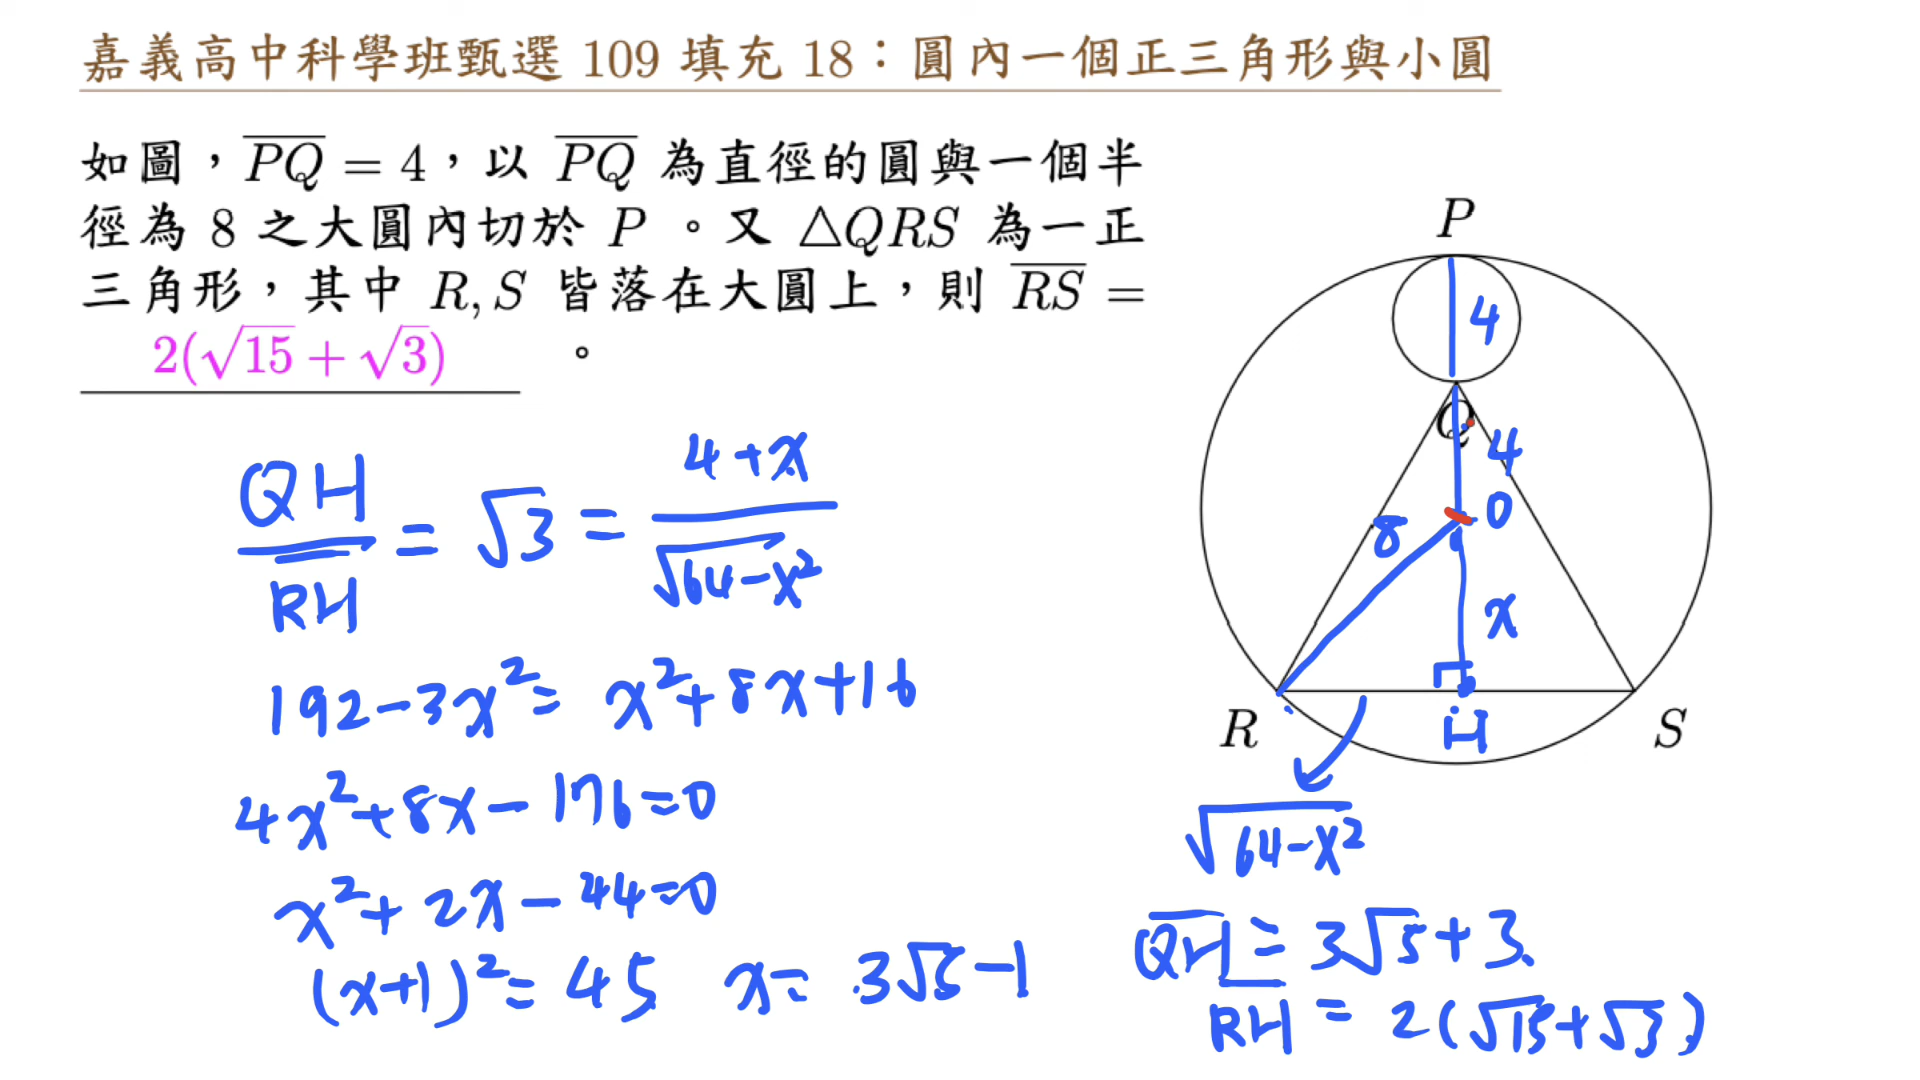 嘉義高中科學班甄選 109 填充 18：圓內一個正三角形與小圓
如圖，\overline{PQ} = 4，以 \overline{PQ} 為直徑的圓與一個半
徑為 8 之大圓內切於 P 。又 △QRS 為一正
三角形，其中 R, S 皆落在大圓上，則 \overline{RS} =
2(√15 + √3) 。
QH/RH = √3 = (4+x)/√(64-x²)
192-3x² = x²+8x+16
4x²+8x-176=0
x²+2x-44=0
(x+1)²=45 x= 3√5-1
P
4
Q
4
O
8
x
R
H
S
√(64-x²)
\overline{QH} = 3√5+3
RH = 2(√15+√3)